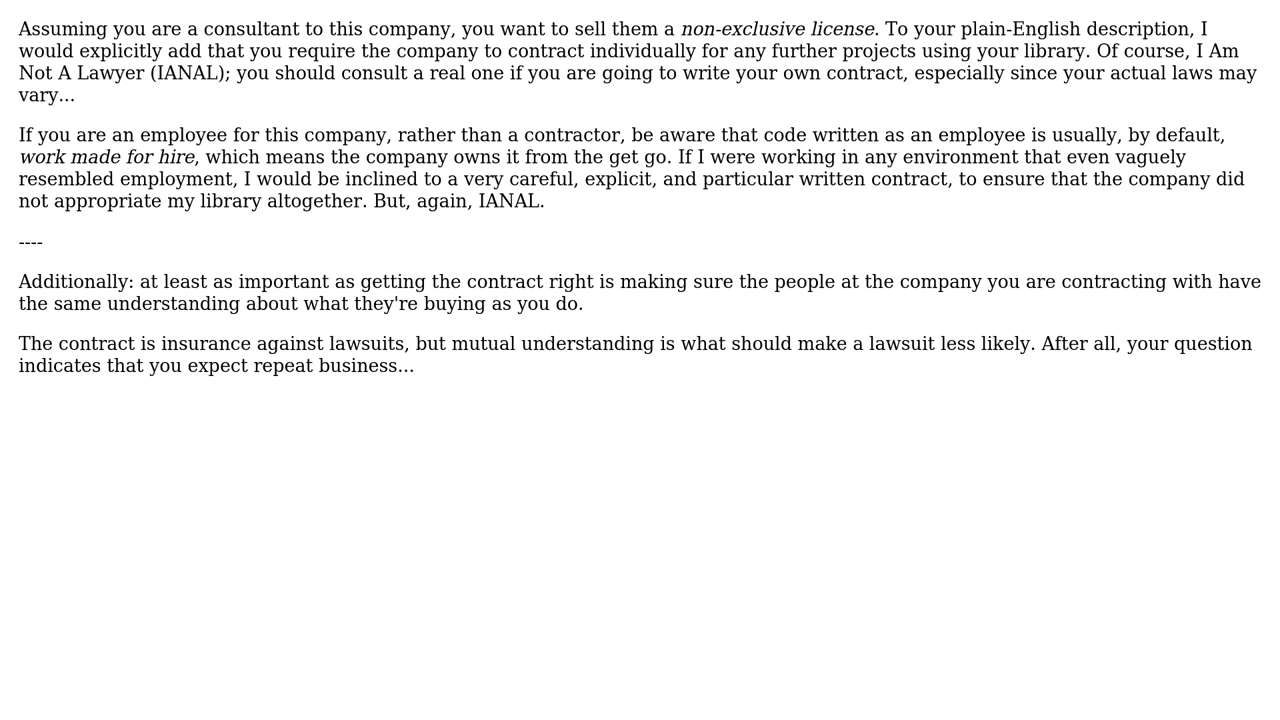 Assuming you are a consultant to this company, you want to sell them a non-exclusive license. To your plain-English description, I
would explicitly add that you require the company to contract individually for any further projects using your library. Of course, I Am
Not A Lawyer (IANAL); you should consult a real one if you are going to write your own contract, especially since your actual laws may
vary...
If you are an employee for this company, rather than a contractor, be aware that code written as an employee is usually, by default,
work made for hire, which means the company owns it from the get go. If I were working in any environment that even vaguely
resembled employment, I would be inclined to a very careful, explicit, and particular written contract, to ensure that the company did
not appropriate my library altogether. But, again, IANAL.
----
Additionally: at least as important as getting the contract right is making sure the people at the company you are contracting with have
the same understanding about what they're buying as you do.
The contract is insurance against lawsuits, but mutual understanding is what should make a lawsuit less likely. After all, your question
indicates that you expect repeat business...